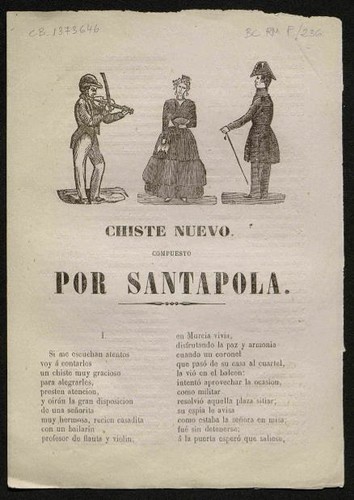 CB. 1373646
BC. RM. F/236
CHISTE NUEVO.
COMPUESTO
POR SANTAPOLA.
I
Si me escuchan atentos
voy á contarlos
un chiste muy gracioso
para alegrarles,
presten atencion,
y oirán la gran disposicion
de una señorita
muy hermosa, recien casadita
con un bailarin
profesor de flauta y violin.
en Murcia vivia,
disfrutando la paz y armonia
cuando un coronel
que pasó de su casa al cuartel,
la vió en el balcon:
intentó aprovechar la ocasion,
como militar
resolvió aquella plaza sitiar,
su espía le avisa
como estaba la señora en misa;
fué sin detenerse,
á la puerta esperó que saliese,